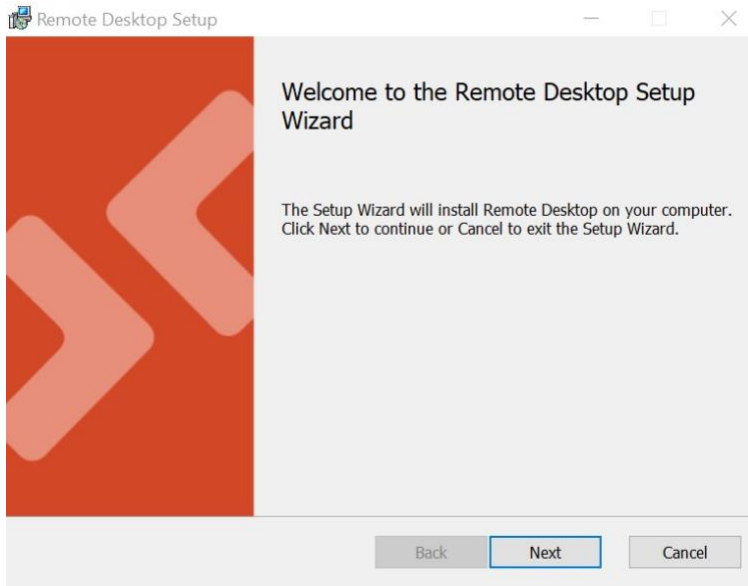 Remote Desktop Setup
Welcome to the Remote Desktop Setup
Wizard
The Setup Wizard will install Remote Desktop on your computer.
Click Next to continue or Cancel to exit the Setup Wizard.
Back Next Cancel